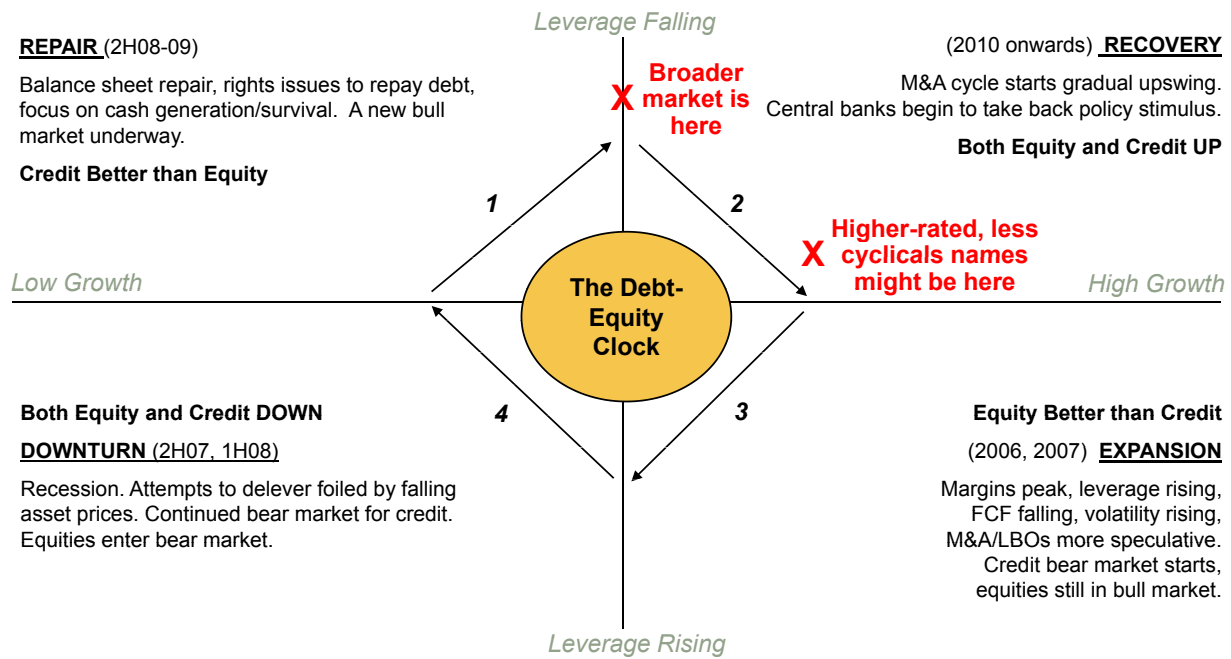 Leverage Falling
REPAIR (2H08-09)
Balance sheet repair, rights issues to repay debt,
focus on cash generation/survival. A new bull
market underway.
Credit Better than Equity
X Broader
market is
here
(2010 onwards) RECOVERY
M&A cycle starts gradual upswing.
Central banks begin to take back policy stimulus.
Both Equity and Credit UP
1
2
X Higher-rated, less
cyclicals names
might be here
Low Growth
High Growth
The Debt-
Equity
Clock
4
3
Both Equity and Credit DOWN
DOWNTURN (2H07, 1H08)
Recession. Attempts to delever foiled by falling
asset prices. Continued bear market for credit.
Equities enter bear market.
Equity Better than Credit
(2006, 2007) EXPANSION
Margins peak, leverage rising,
FCF falling, volatility rising,
M&A/LBOs more speculative.
Credit bear market starts,
equities still in bull market.
Leverage Rising